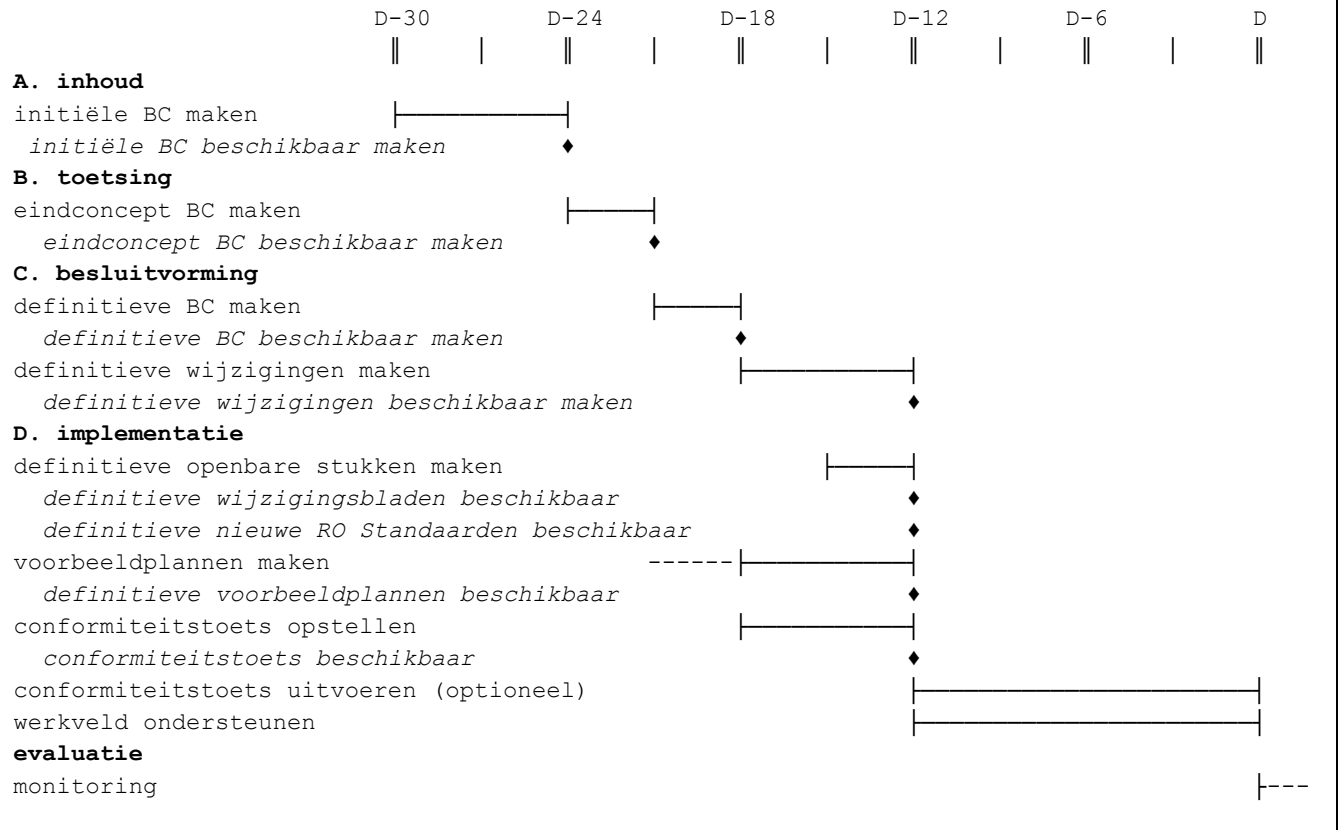 D-30 D-24 D-18 D-12 D-6 D
A. inhoud
initiële BC maken
initiële BC beschikbaar maken
B. toetsing
eindconcept BC maken
eindconcept BC beschikbaar maken
C. besluitvorming
definitieve BC maken
definitieve BC beschikbaar maken
definitieve wijzigingen maken
definitieve wijzigingen beschikbaar maken
D. implementatie
definitieve openbare stukken maken
definitieve wijzigingsbladen beschikbaar
definitieve nieuwe RO Standaarden beschikbaar
voorbeeldplannen maken
definitieve voorbeeldplannen beschikbaar
conformiteitstoets opstellen
conformiteitstoets beschikbaar
conformiteitstoets uitvoeren (optioneel)
werkveld ondersteunen
evaluatie
monitoring